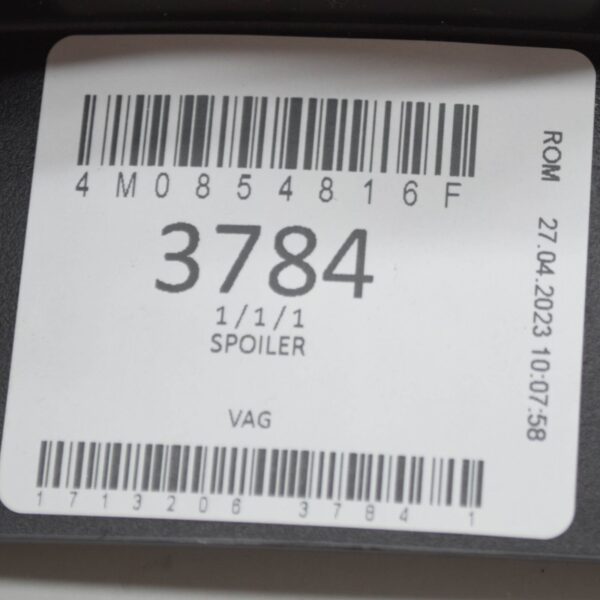 4M0854816F
3784
1/1/1
SPOILER
VAG
1713206 3784 1
ROM 27.04.2023 10:07:58